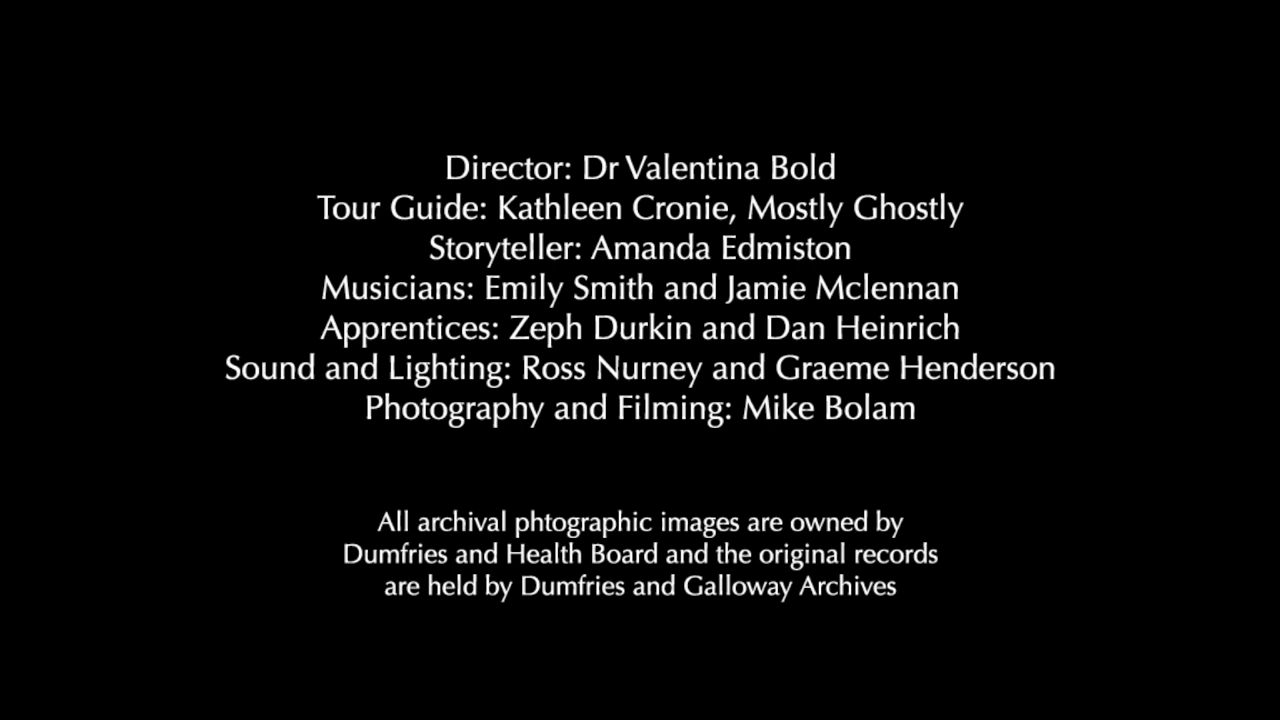 Director: Dr Valentina Bold
Tour Guide: Kathleen Cronie, Mostly Ghostly
Storyteller: Amanda Edmiston
Musicians: Emily Smith and Jamie Mclennan
Apprentices: Zeph Durkin and Dan Heinrich
Sound and Lighting: Ross Nurney and Graeme Henderson
Photography and Filming: Mike Bolam
All archival phtographic images are owned by
Dumfries and Health Board and the original records
are held by Dumfries and Galloway Archives